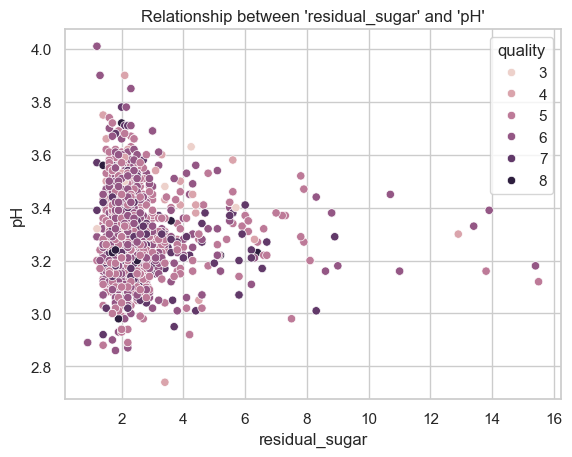 Relationship between 'residual_sugar' and 'pH'
quality
3
4
5
6
7
8
4.0
3.8
3.6
3.4
3.2
3.0
2.8
pH
2 4 6 8 10 12 14 16
residual_sugar